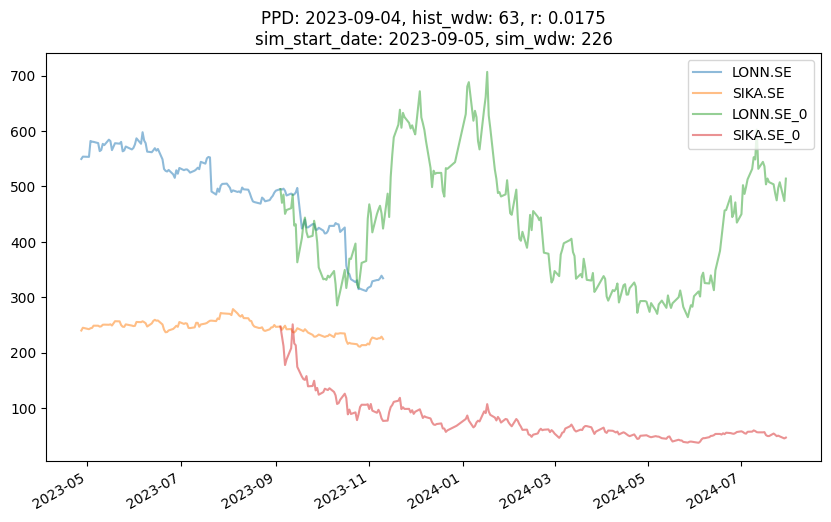 PPD: 2023-09-04, hist_wdw: 63, r: 0.0175
sim_start_date: 2023-09-05, sim_wdw: 226
LONN.SE
SIKA.SE
LONN.SE_0
SIKA.SE_0
700
600
500
400
300
200
100
2023-05
2023-07
2023-09
2023-11
2024-01
2024-03
2024-05
2024-07